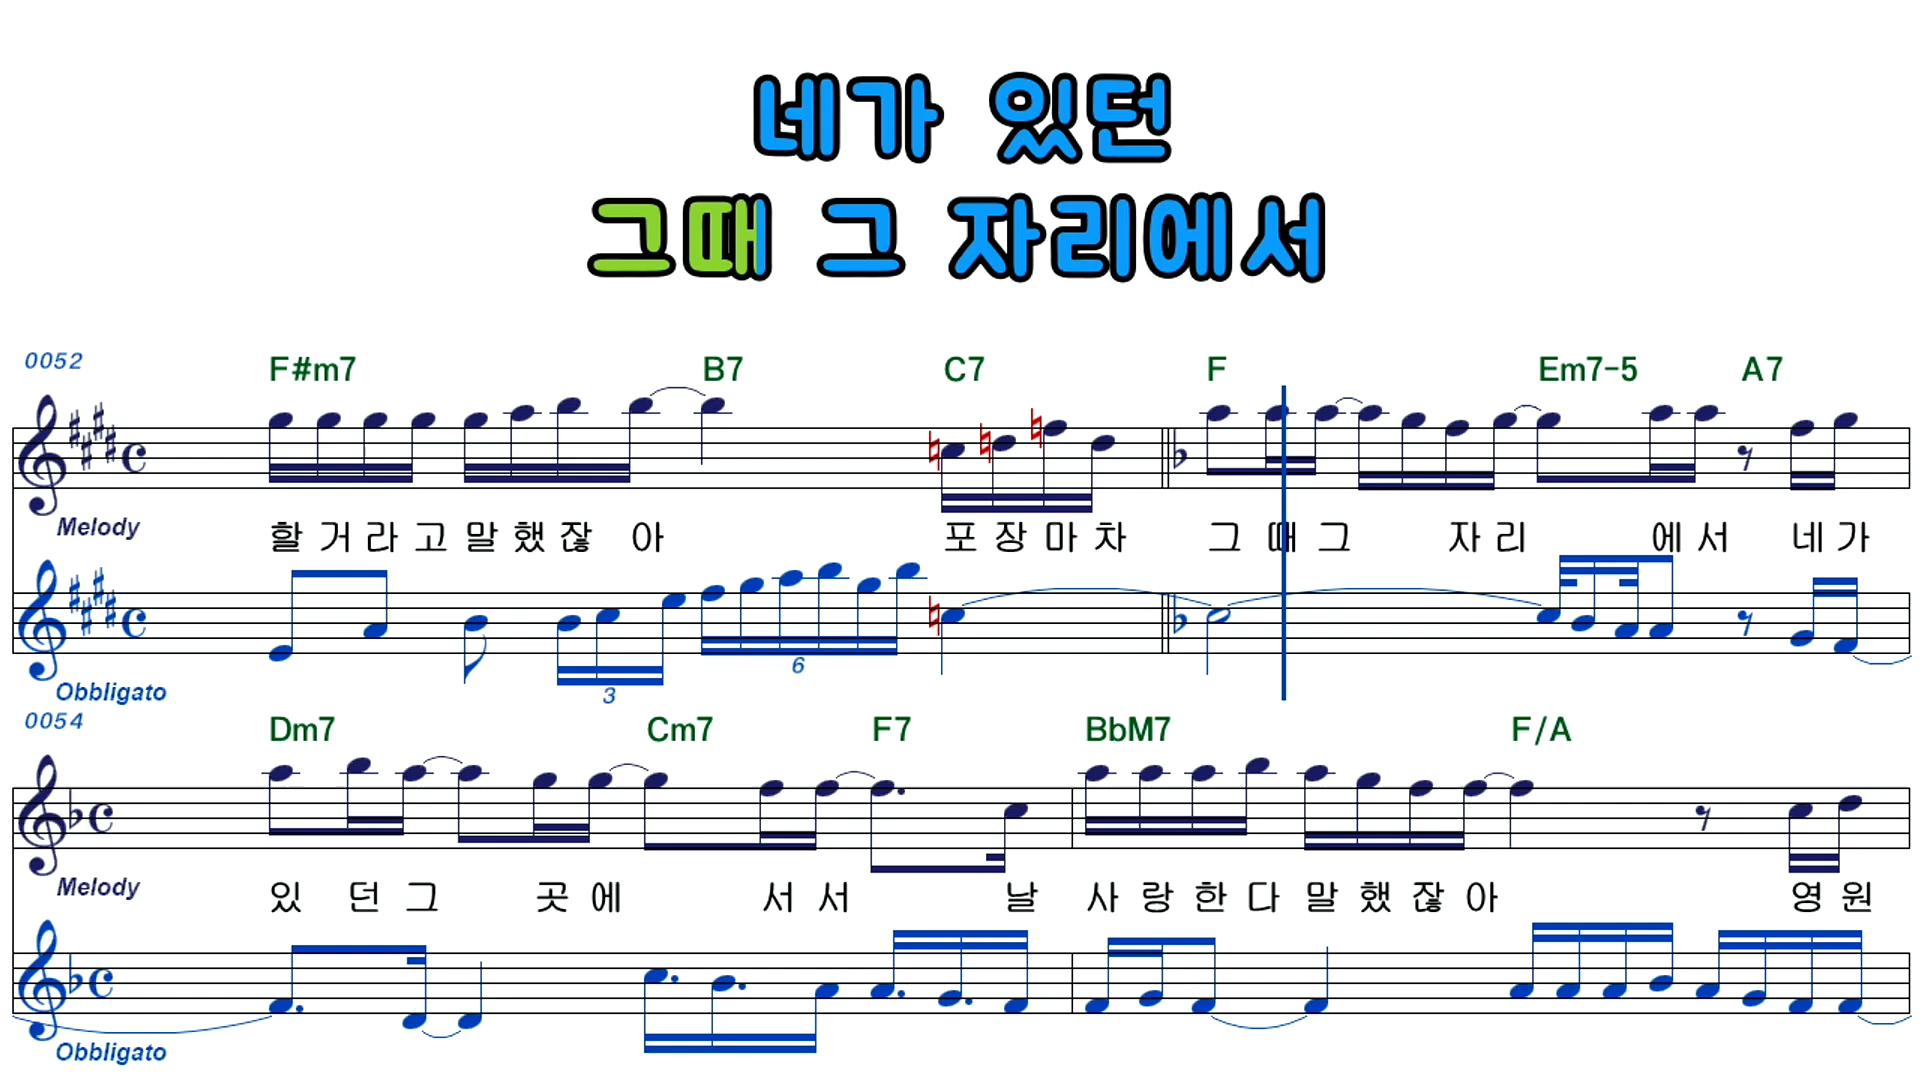 네가 있던
그때 그 자리에서
0052 F#m7 B7 C7 F Em7-5 A7
Melody 할 거 라 고 말 했 잖 아 포 장 마 차 그 때 그 자 리 에 서 네 가
3 6
Obbligato
0054 Dm7 Cm7 F7 BbM7 F/A
Melody 있 던 그 곳 에 서 서 날 사 랑 한 다 말 했 잖 아 영 원
Obbligato